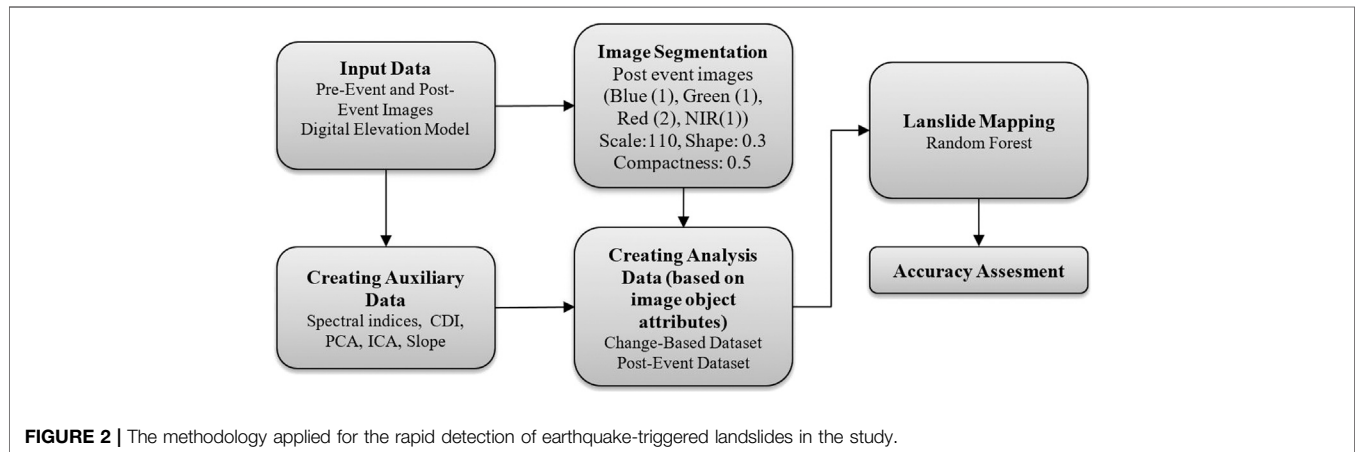 Input Data
Pre-Event and Post-
Event Images
Digital Elevation Model
Image Segmentation
Post event images
(Blue (1), Green (1),
Red (2), NIR(1))
Scale:110, Shape: 0.3
Compactness: 0.5
Creating Auxiliary
Data
Spectral indices, CDI,
PCA, ICA, Slope
Creating Analysis
Data (based on
image object
attributes)
Change-Based Dataset
Post-Event Dataset
Lanslide Mapping
Random Forest
Accuracy Assesment
FIGURE 2 | The methodology applied for the rapid detection of earthquake-triggered landslides in the study.